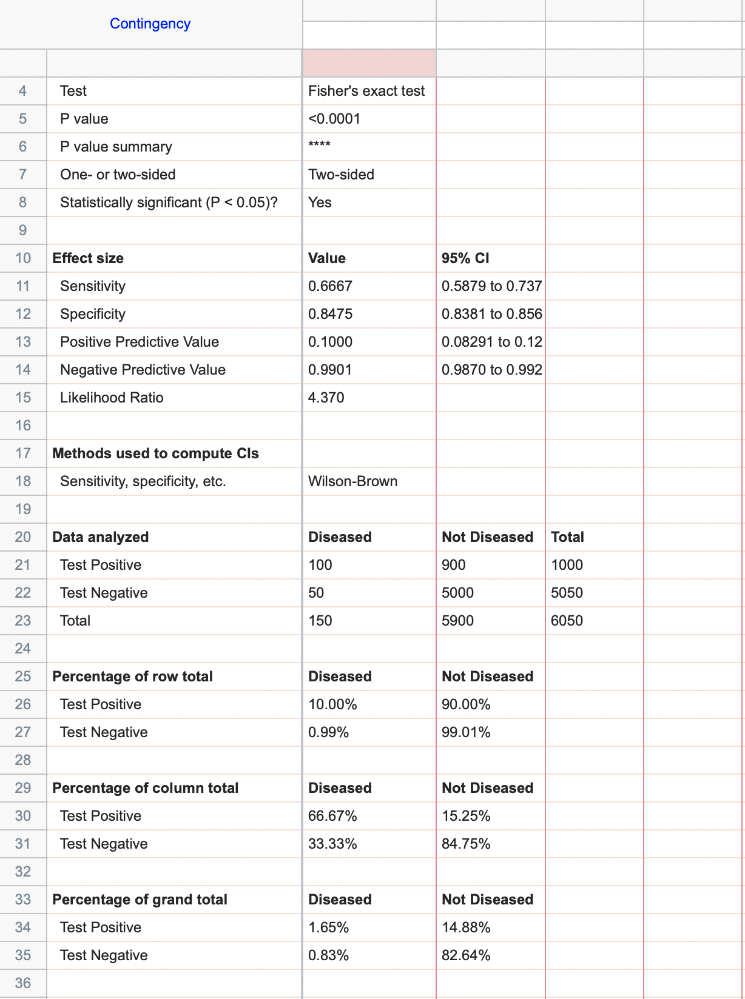 Contingency
4 Test Fisher's exact test
5 P value <0.0001
6 P value summary ****
7 One- or two-sided Two-sided
8 Statistically significant (P < 0.05)? Yes
9
10 Effect size Value 95% CI
11 Sensitivity 0.6667 0.5879 to 0.737
12 Specificity 0.8475 0.8381 to 0.856
13 Positive Predictive Value 0.1000 0.08291 to 0.12
14 Negative Predictive Value 0.9901 0.9870 to 0.992
15 Likelihood Ratio 4.370
16
17 Methods used to compute CIs
18 Sensitivity, specificity, etc. Wilson-Brown
19
20 Data analyzed Diseased Not Diseased Total
21 Test Positive 100 900 1000
22 Test Negative 50 5000 5050
23 Total 150 5900 6050
24
25 Percentage of row total Diseased Not Diseased
26 Test Positive 10.00% 90.00%
27 Test Negative 0.99% 99.01%
28
29 Percentage of column total Diseased Not Diseased
30 Test Positive 66.67% 15.25%
31 Test Negative 33.33% 84.75%
32
33 Percentage of grand total Diseased Not Diseased
34 Test Positive 1.65% 14.88%
35 Test Negative 0.83% 82.64%
36